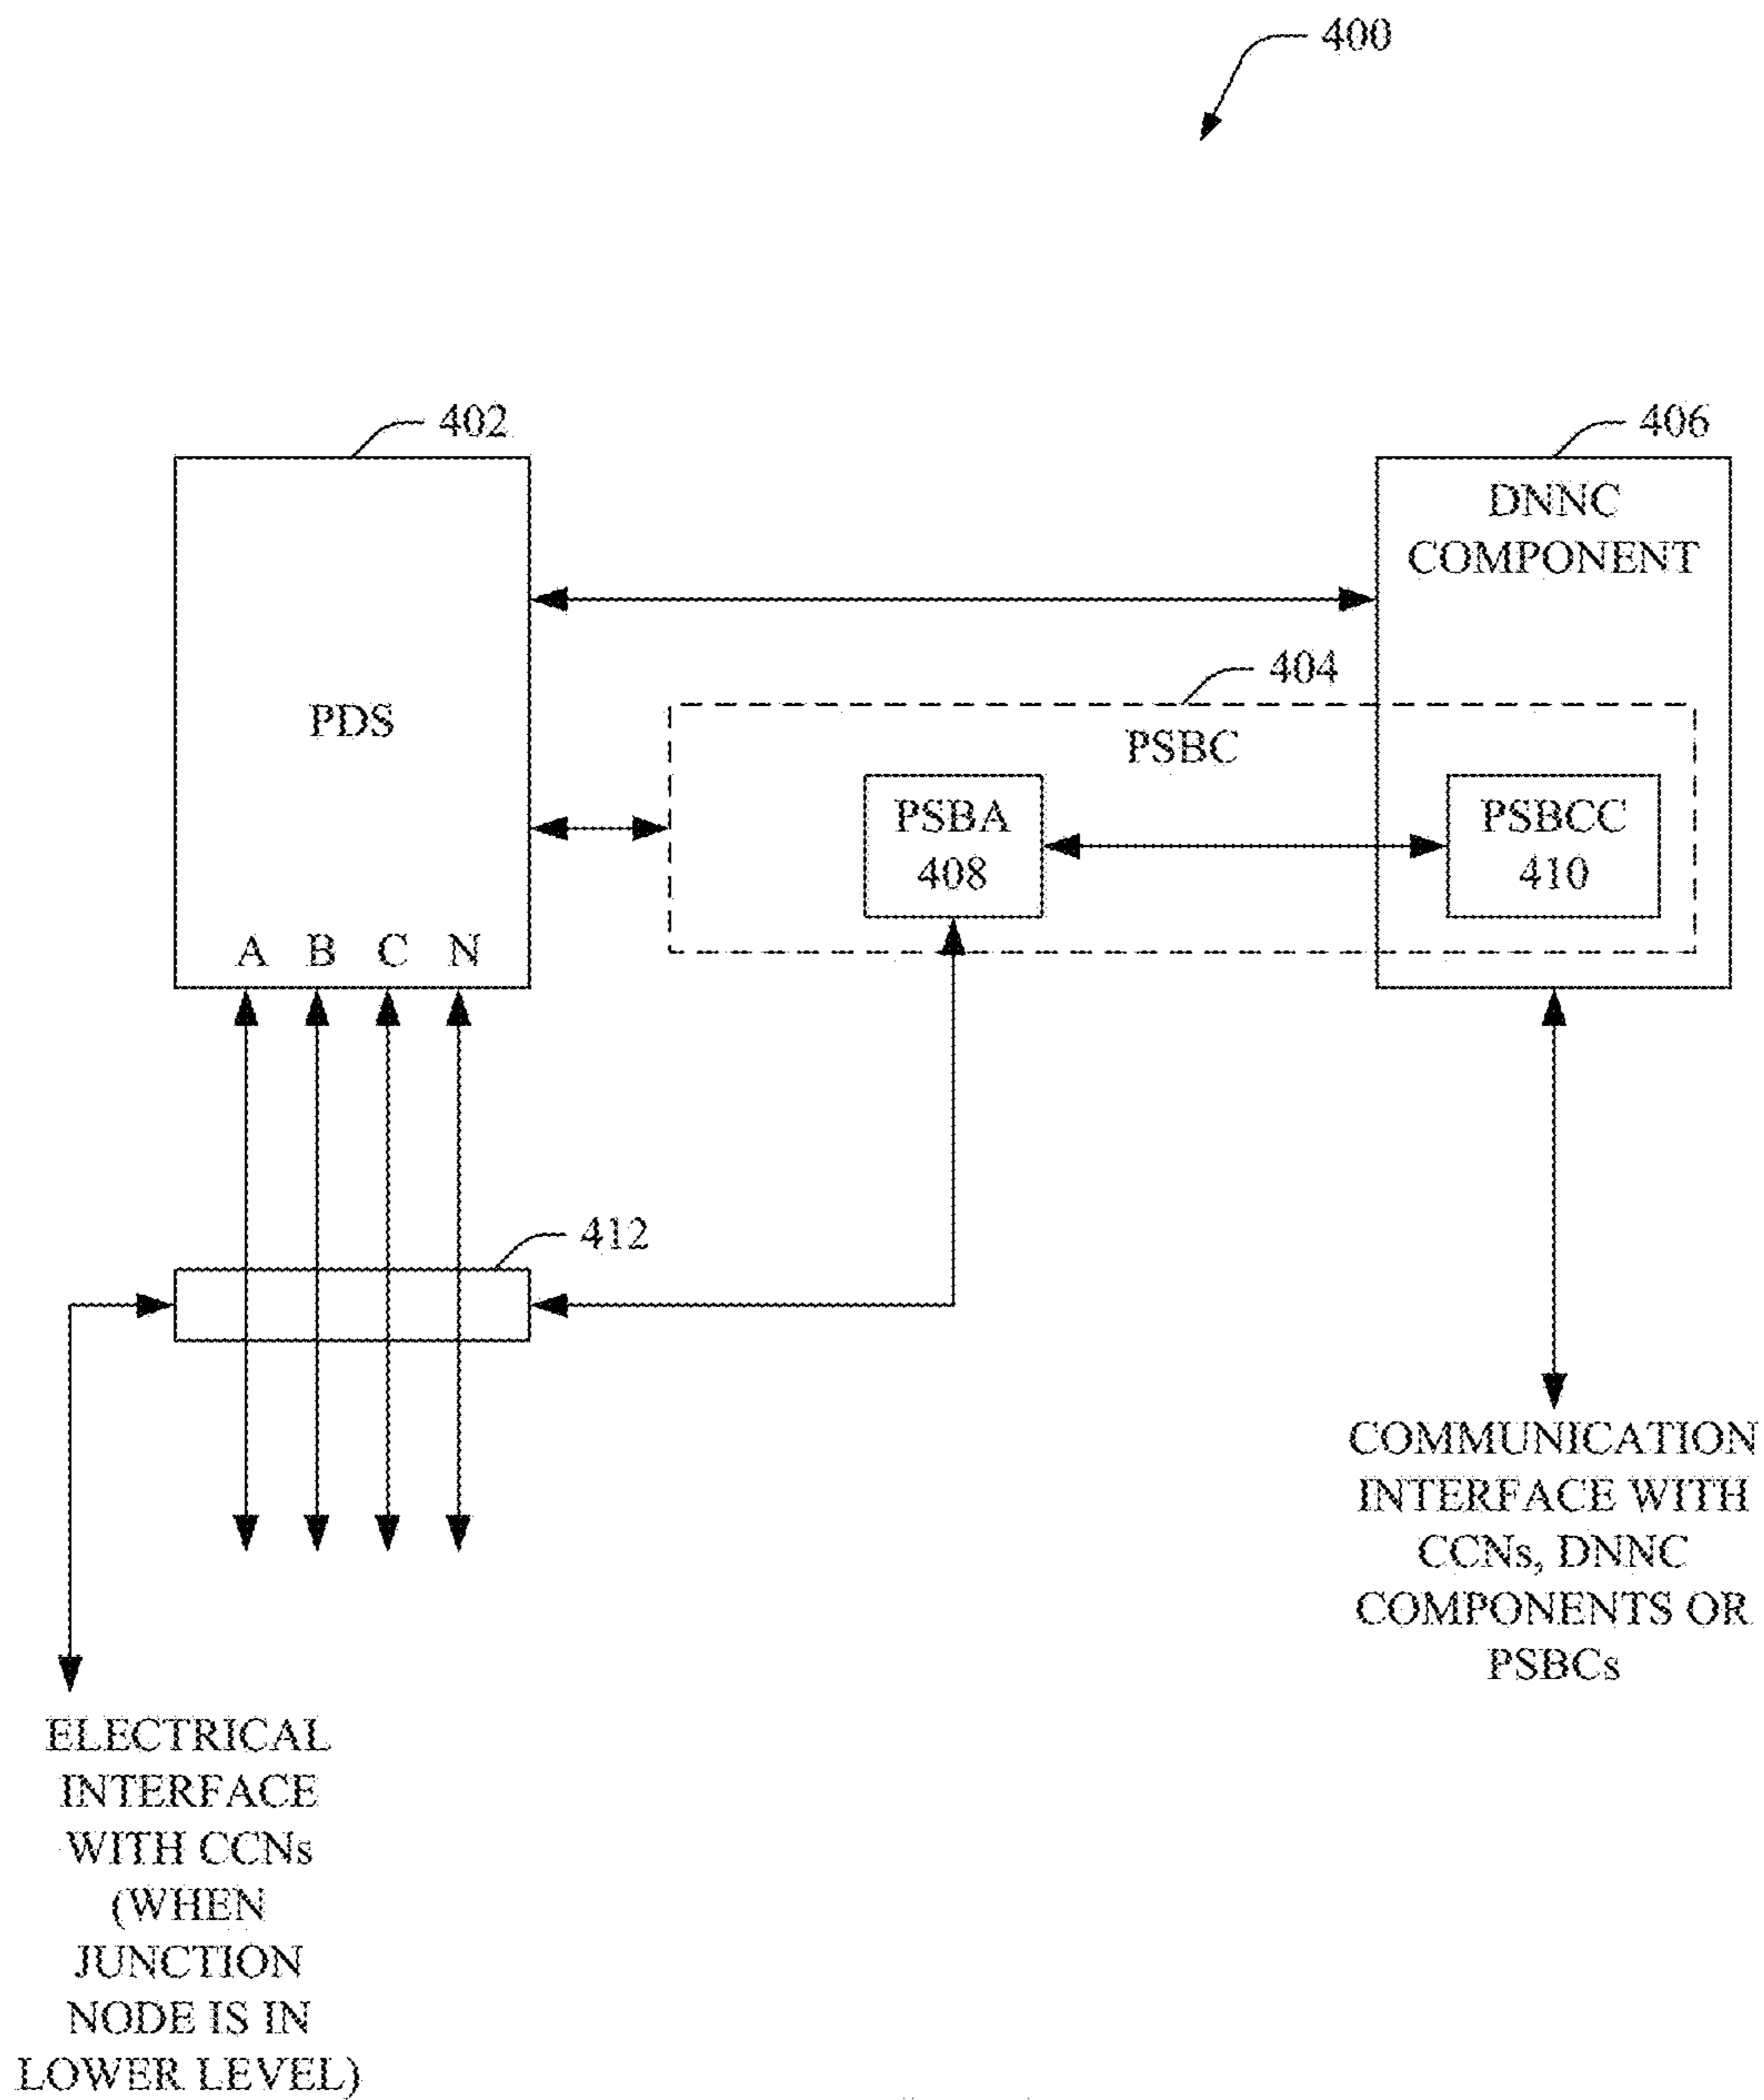 400
402
406
DNNC
COMPONENT
404
PDS
PSBC
PSBA
408
PSBCC
410
A B C N
412
COMMUNICATION
INTERFACE WITH
CCNs, DNNC
COMPONENTS OR
PSBCs
ELECTRICAL
INTERFACE
WITH CCNs
(WHEN
JUNCTION
NODE IS IN
LOWER LEVEL)